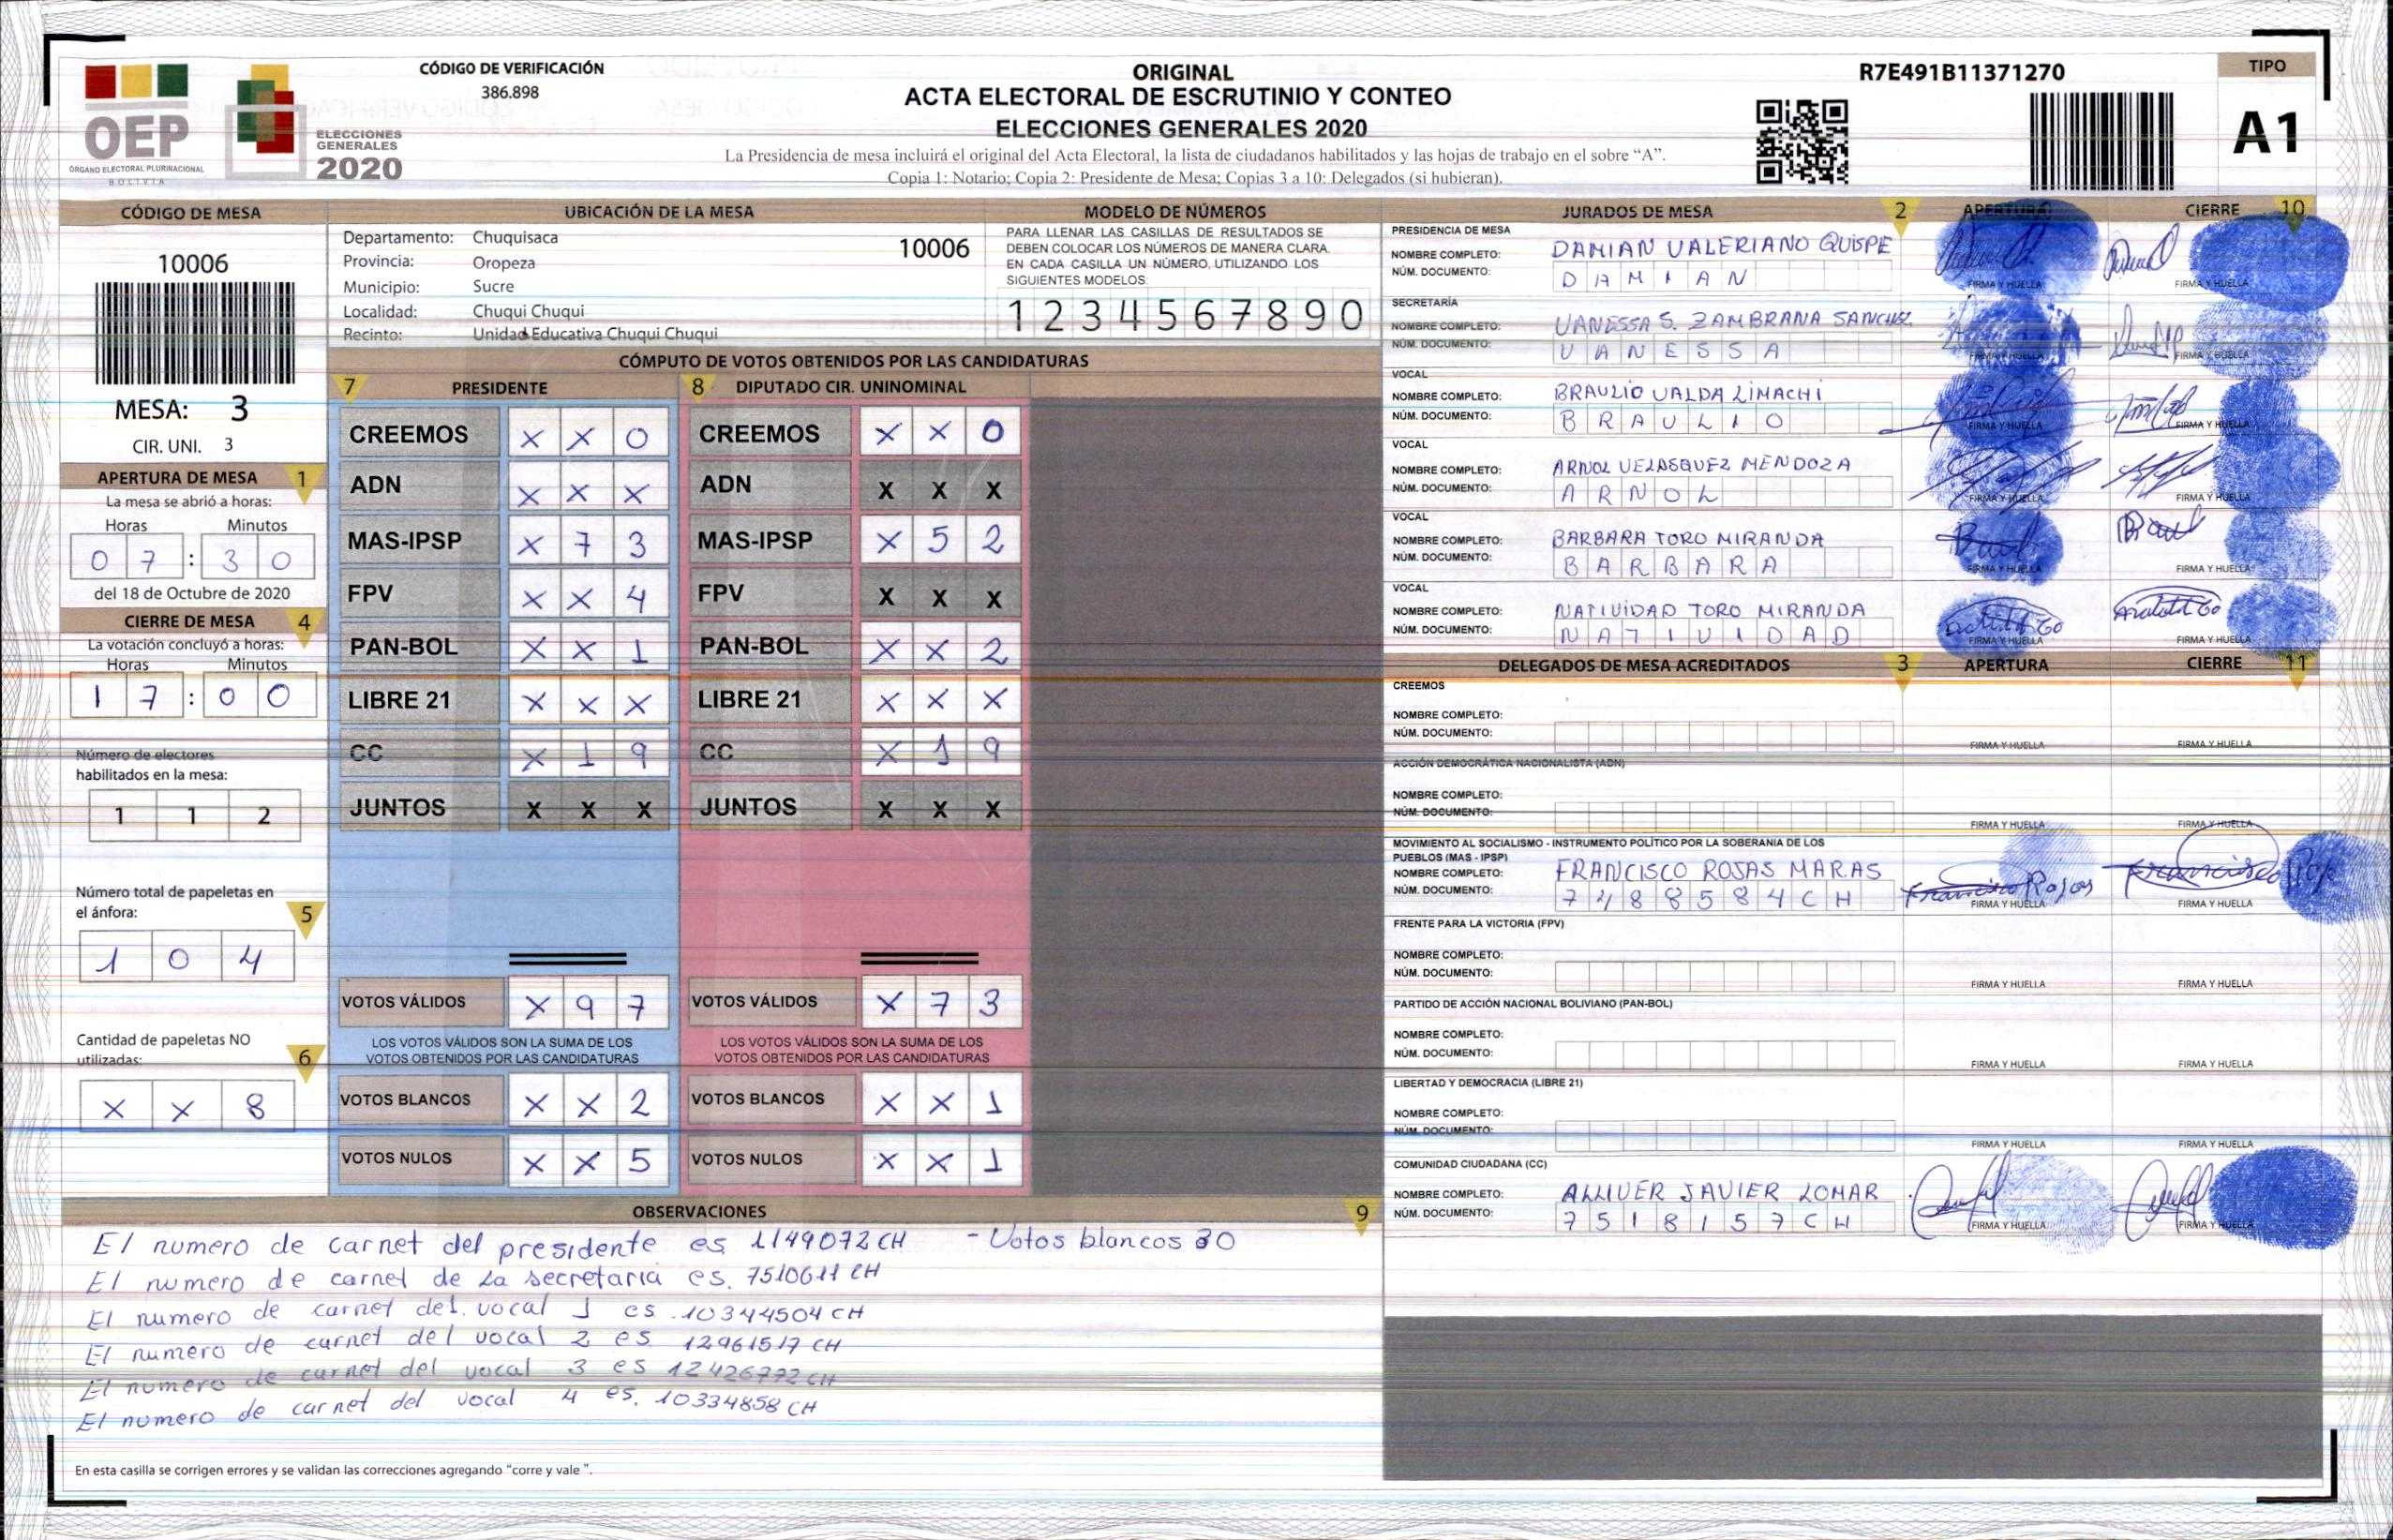 CÓDIGO DE VERIFICACIÓN
386.898
OEP
ÓRGANO ELECTORAL PLURINACIONAL
BOLIVIA
ELECCIONES
GENERALES
2020
ORIGINAL
ACTA ELECTORAL DE ESCRUTINIO Y CONTEO
ELECCIONES GENERALES 2020
La Presidencia de mesa incluirá el original del Acta Electoral, la lista de ciudadanos habilitados y las hojas de trabajo en el sobre “A”.
Copia 1: Notario; Copia 2: Presidente de Mesa; Copias 3 a 10: Delegados (si hubieran).
R7E491B11371270
TIPO
A1
CÓDIGO DE MESA
10006
MESA: 3
CIR. UNI. 3
APERTURA DE MESA 1
La mesa se abrió a horas:
Horas Minutos
0 7 : 3 0
del 18 de Octubre de 2020
CIERRE DE MESA 4
La votación concluyó a horas:
Horas Minutos
1 7 : 0 0
Número de electores
habilitados en la mesa:
1 1 2
Número total de papeletas en
el ánfora: 5
1 0 4
Cantidad de papeletas NO
utilizadas: 6
X X 8
UBICACIÓN DE LA MESA
Departamento: Chuquisaca 10006
Provincia: Oropeza
Municipio: Sucre
Localidad: Chuqui Chuqui
Recinto: Unidad Educativa Chuqui Chuqui
MODELO DE NÚMEROS
PARA LLENAR LAS CASILLAS DE RESULTADOS SE
DEBEN COLOCAR LOS NÚMEROS DE MANERA CLARA.
EN CADA CASILLA UN NÚMERO, UTILIZANDO LOS
SIGUIENTES MODELOS:
1 2 3 4 5 6 7 8 9 0
CÓMPUTO DE VOTOS OBTENIDOS POR LAS CANDIDATURAS
7 PRESIDENTE 8 DIPUTADO CIR. UNINOMINAL
CREEMOS X X 0 CREEMOS X X 0
ADN X X X ADN X X X
MAS-IPSP X 7 3 MAS-IPSP X 5 2
FPV X X 4 FPV X X X
PAN-BOL X X 1 PAN-BOL X X 2
LIBRE 21 X X X LIBRE 21 X X X
CC X 1 9 CC X 1 9
JUNTOS X X X JUNTOS X X X
VOTOS VÁLIDOS X 9 7 VOTOS VÁLIDOS X 7 3
LOS VOTOS VÁLIDOS SON LA SUMA DE LOS LOS VOTOS VÁLIDOS SON LA SUMA DE LOS
VOTOS OBTENIDOS POR LAS CANDIDATURAS VOTOS OBTENIDOS POR LAS CANDIDATURAS
VOTOS BLANCOS X X 2 VOTOS BLANCOS X X 1
VOTOS NULOS X X 5 VOTOS NULOS X X 1
OBSERVACIONES 9
El numero de carnet del presidente es 1149072 CH - Votos blancos 30
El numero de carnet de La secretaria es. 7510611 CH
El numero de carnet del. vocal 1 es .10344504 CH
El numero de carnet del vocal 2 es 12961517 CH
El numero de carnet del vocal 3 es 12426772 CH
El numero de carnet del vocal 4 es. 10334858 CH
En esta casilla se corrigen errores y se validan las correcciones agregando “corre y vale ”.
JURADOS DE MESA 2 APERTURA CIERRE 10
PRESIDENCIA DE MESA
NOMBRE COMPLETO: DAMIAN VALERIANO QUISPE
NÚM. DOCUMENTO: D A M I A N
FIRMA Y HUELLA FIRMA Y HUELLA
SECRETARÍA
NOMBRE COMPLETO: VANESSA S. ZAMBRANA SANCHEZ
NÚM. DOCUMENTO: V A N E S S A
FIRMA Y HUELLA FIRMA Y HUELLA
VOCAL
NOMBRE COMPLETO: BRAULIO VALDA LIMACHI
NÚM. DOCUMENTO: B R A U L I O
FIRMA Y HUELLA FIRMA Y HUELLA
VOCAL
NOMBRE COMPLETO: ARNOL VELASQUEZ MENDOZA
NÚM. DOCUMENTO: A R N O L
FIRMA Y HUELLA FIRMA Y HUELLA
VOCAL
NOMBRE COMPLETO: BARBARA TORO MIRANDA
NÚM. DOCUMENTO: B A R B A R A
FIRMA Y HUELLA FIRMA Y HUELLA
VOCAL
NOMBRE COMPLETO: NATIVIDAD TORO MIRANDA
NÚM. DOCUMENTO: N A T I V I D A D
FIRMA Y HUELLA FIRMA Y HUELLA
DELEGADOS DE MESA ACREDITADOS 3 APERTURA CIERRE 11
CREEMOS
NOMBRE COMPLETO:
NÚM. DOCUMENTO:
FIRMA Y HUELLA FIRMA Y HUELLA
ACCIÓN DEMOCRÁTICA NACIONALISTA (ADN)
NOMBRE COMPLETO:
NÚM. DOCUMENTO:
FIRMA Y HUELLA FIRMA Y HUELLA
MOVIMIENTO AL SOCIALISMO - INSTRUMENTO POLÍTICO POR LA SOBERANIA DE LOS
PUEBLOS (MAS - IPSP)
NOMBRE COMPLETO: FRANCISCO ROJAS MARAS
NÚM. DOCUMENTO: 7 4 8 8 5 8 4 C H
Francisco Rojas Francisco Roj
FIRMA Y HUELLA FIRMA Y HUELLA
FRENTE PARA LA VICTORIA (FPV)
NOMBRE COMPLETO:
NÚM. DOCUMENTO:
FIRMA Y HUELLA FIRMA Y HUELLA
PARTIDO DE ACCIÓN NACIONAL BOLIVIANO (PAN-BOL)
NOMBRE COMPLETO:
NÚM. DOCUMENTO:
FIRMA Y HUELLA FIRMA Y HUELLA
LIBERTAD Y DEMOCRACIA (LIBRE 21)
NOMBRE COMPLETO:
NÚM. DOCUMENTO:
FIRMA Y HUELLA FIRMA Y HUELLA
COMUNIDAD CIUDADANA (CC)
NOMBRE COMPLETO: ALLIVER JAVIER LOMAR
NÚM. DOCUMENTO: 7 5 1 8 1 5 7 C H
FIRMA Y HUELLA FIRMA Y HUELLA